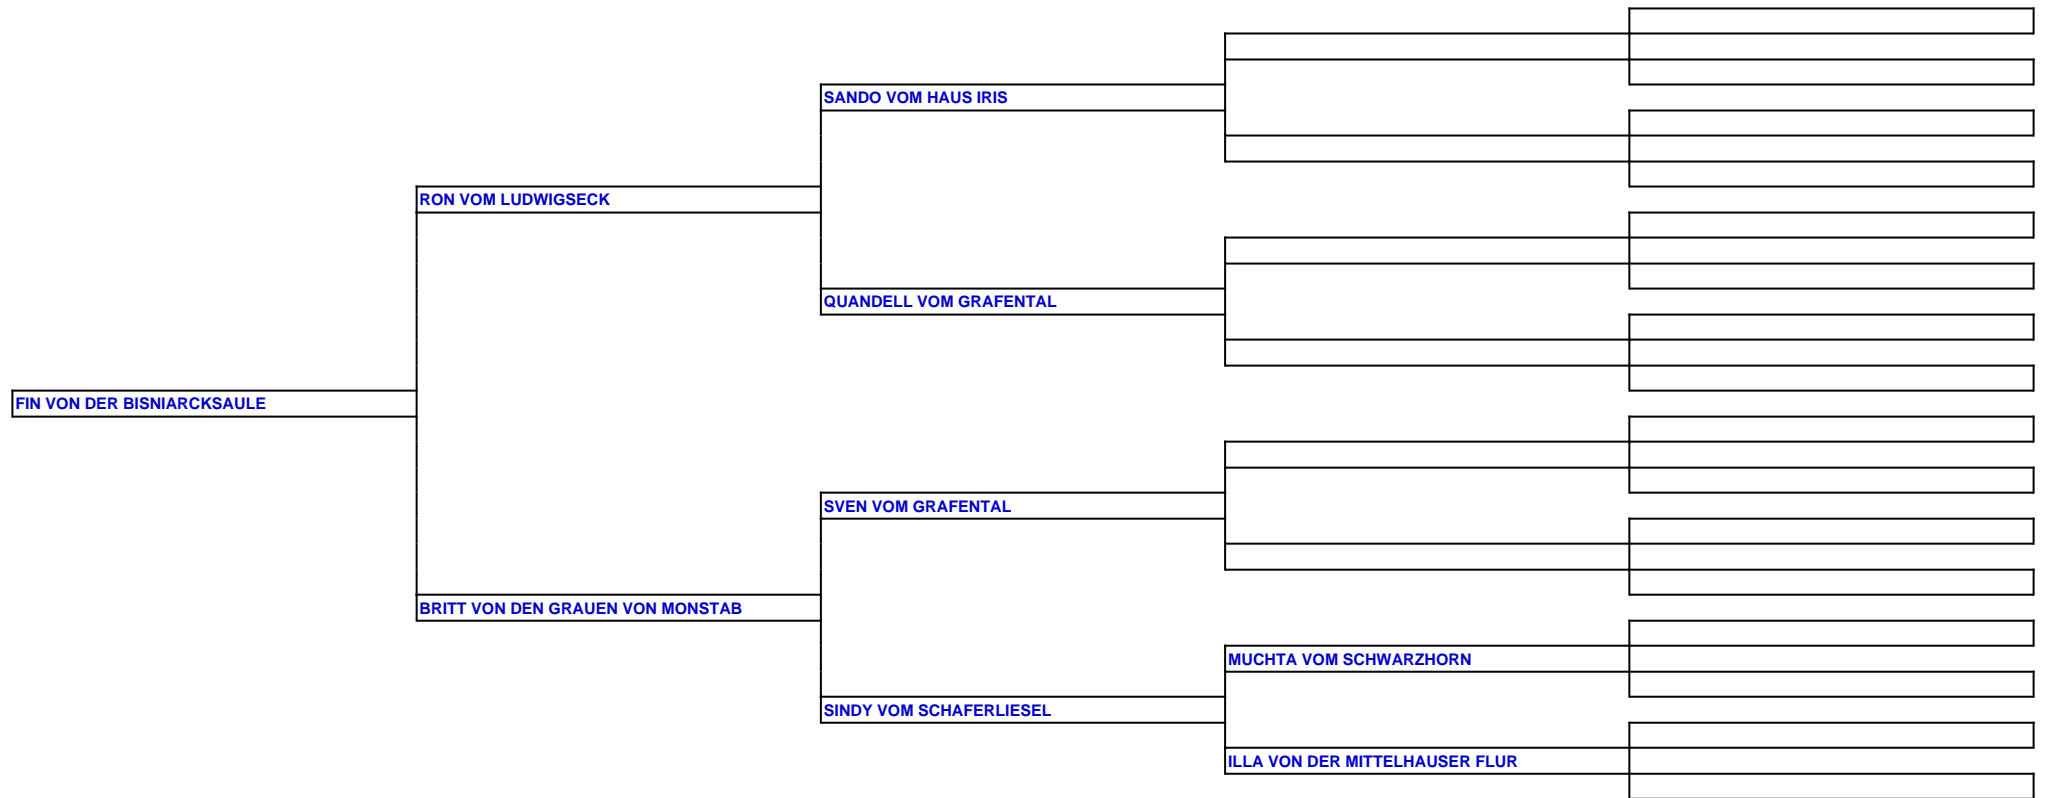 SANDO VOM HAUS IRIS
RON VOM LUDWIGSECK
QUANDELL VOM GRAFENTAL
FIN VON DER BISNIARCKSAULE
SVEN VOM GRAFENTAL
BRITT VON DEN GRAUEN VON MONSTAB
MUCHTA VOM SCHWARZHORN
SINDY VOM SCHAFERLIESEL
ILLA VON DER MITTELHAUSER FLUR